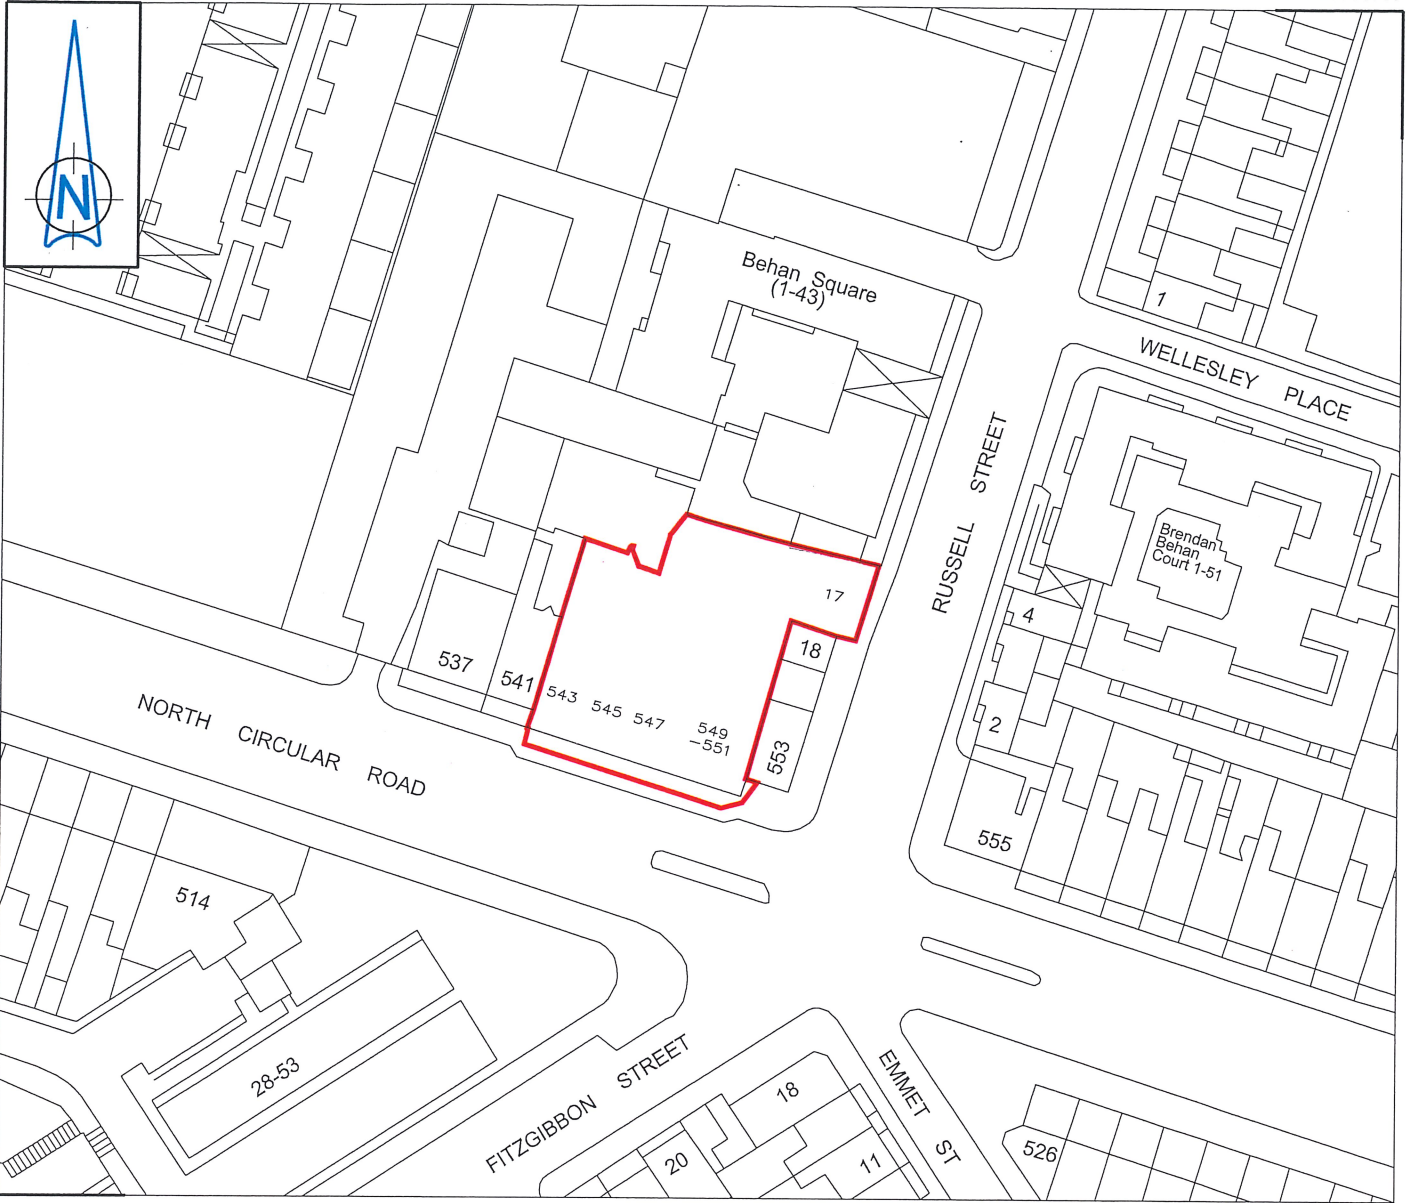 N
Behan Square
(1-43)
1
WELLESLEY PLACE
RUSSELL STREET
Brendan
Behan
Court 1-51
17
4
18
537
541
543
545
547
549
-551
553
2
NORTH CIRCULAR ROAD
555
514
28-53
FITZGIBBON STREET
EMMET ST
18
20
11
526